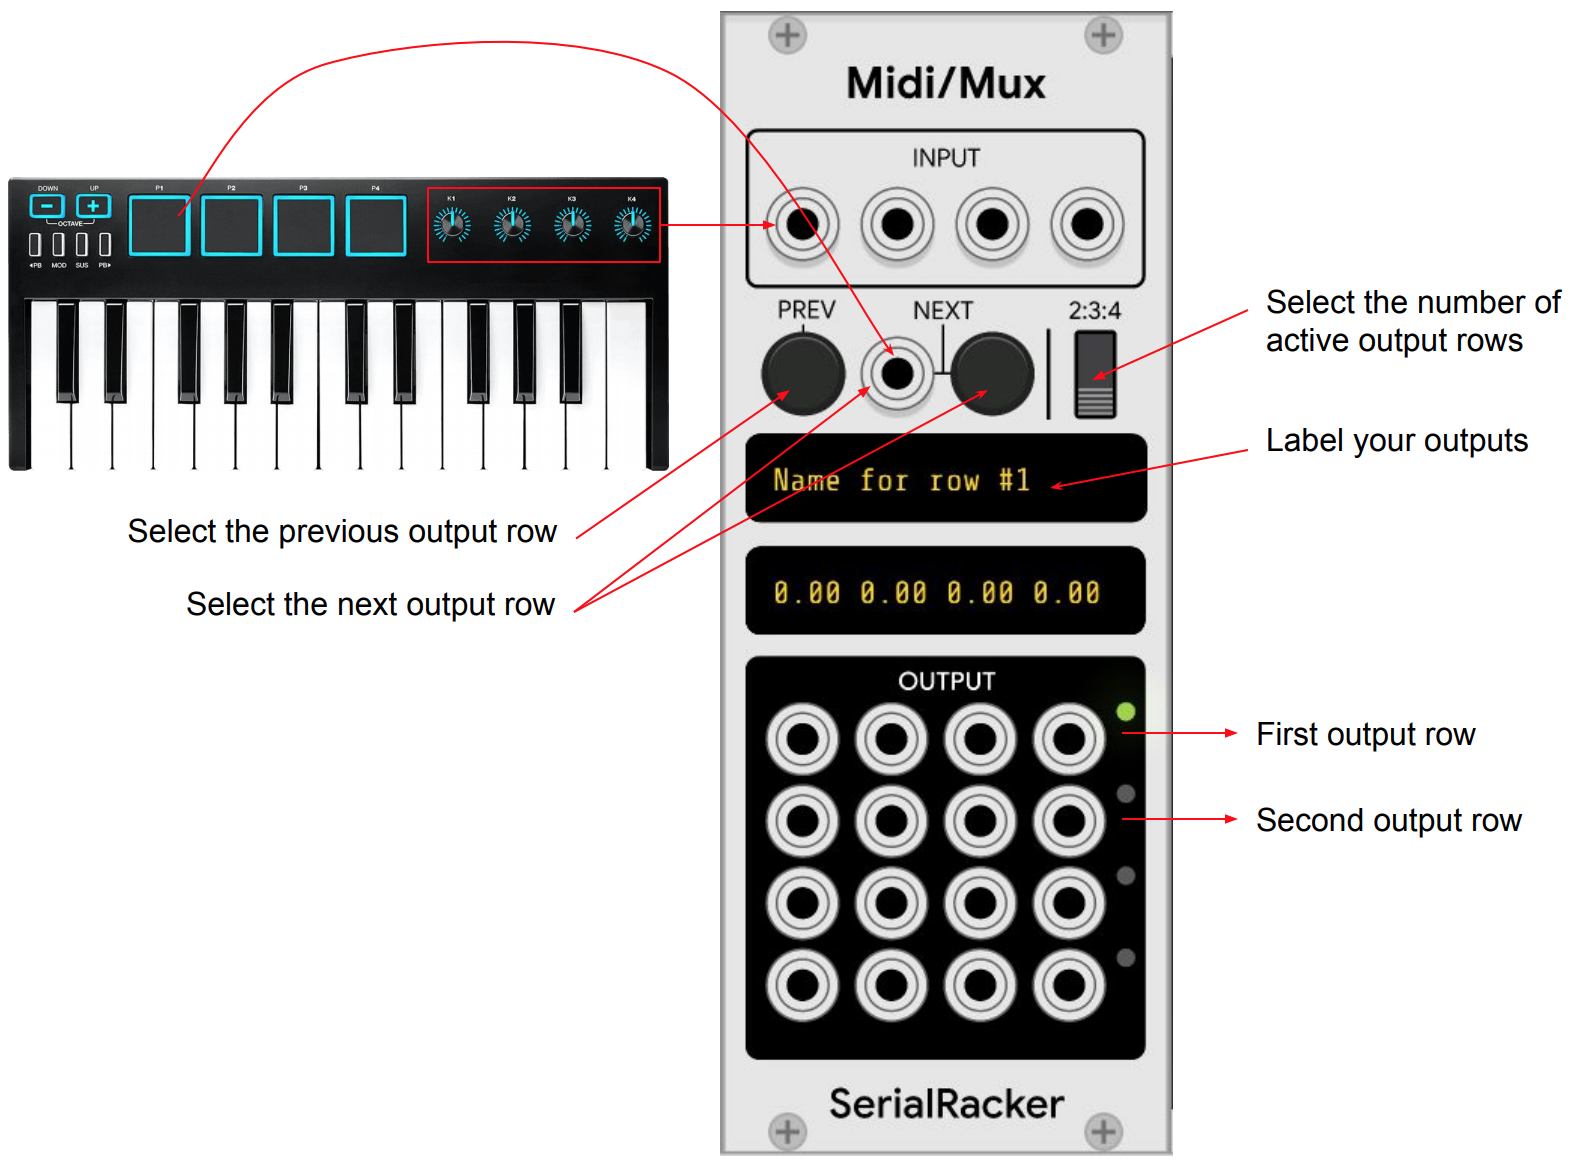 Midi/Mux
INPUT
DOWN
UP
OCTAVE
◂PB
MOD
SUS
PB▸
P1
P2
P3
P4
K1
K2
K3
K4
PREV
NEXT
2:3:4
Select the number of
active output rows
Name for row #1
Label your outputs
Select the previous output row
Select the next output row
0.00 0.00 0.00 0.00
OUTPUT
First output row
Second output row
SerialRacker